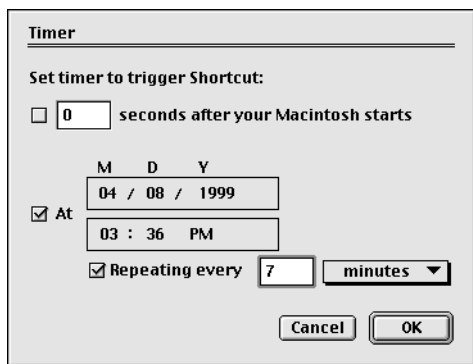 Timer
Set timer to trigger Shortcut:
0 seconds after your Macintosh starts
M D Y
04 / 08 / 1999
At
03 : 36 PM
Repeating every 7 minutes
Cancel OK